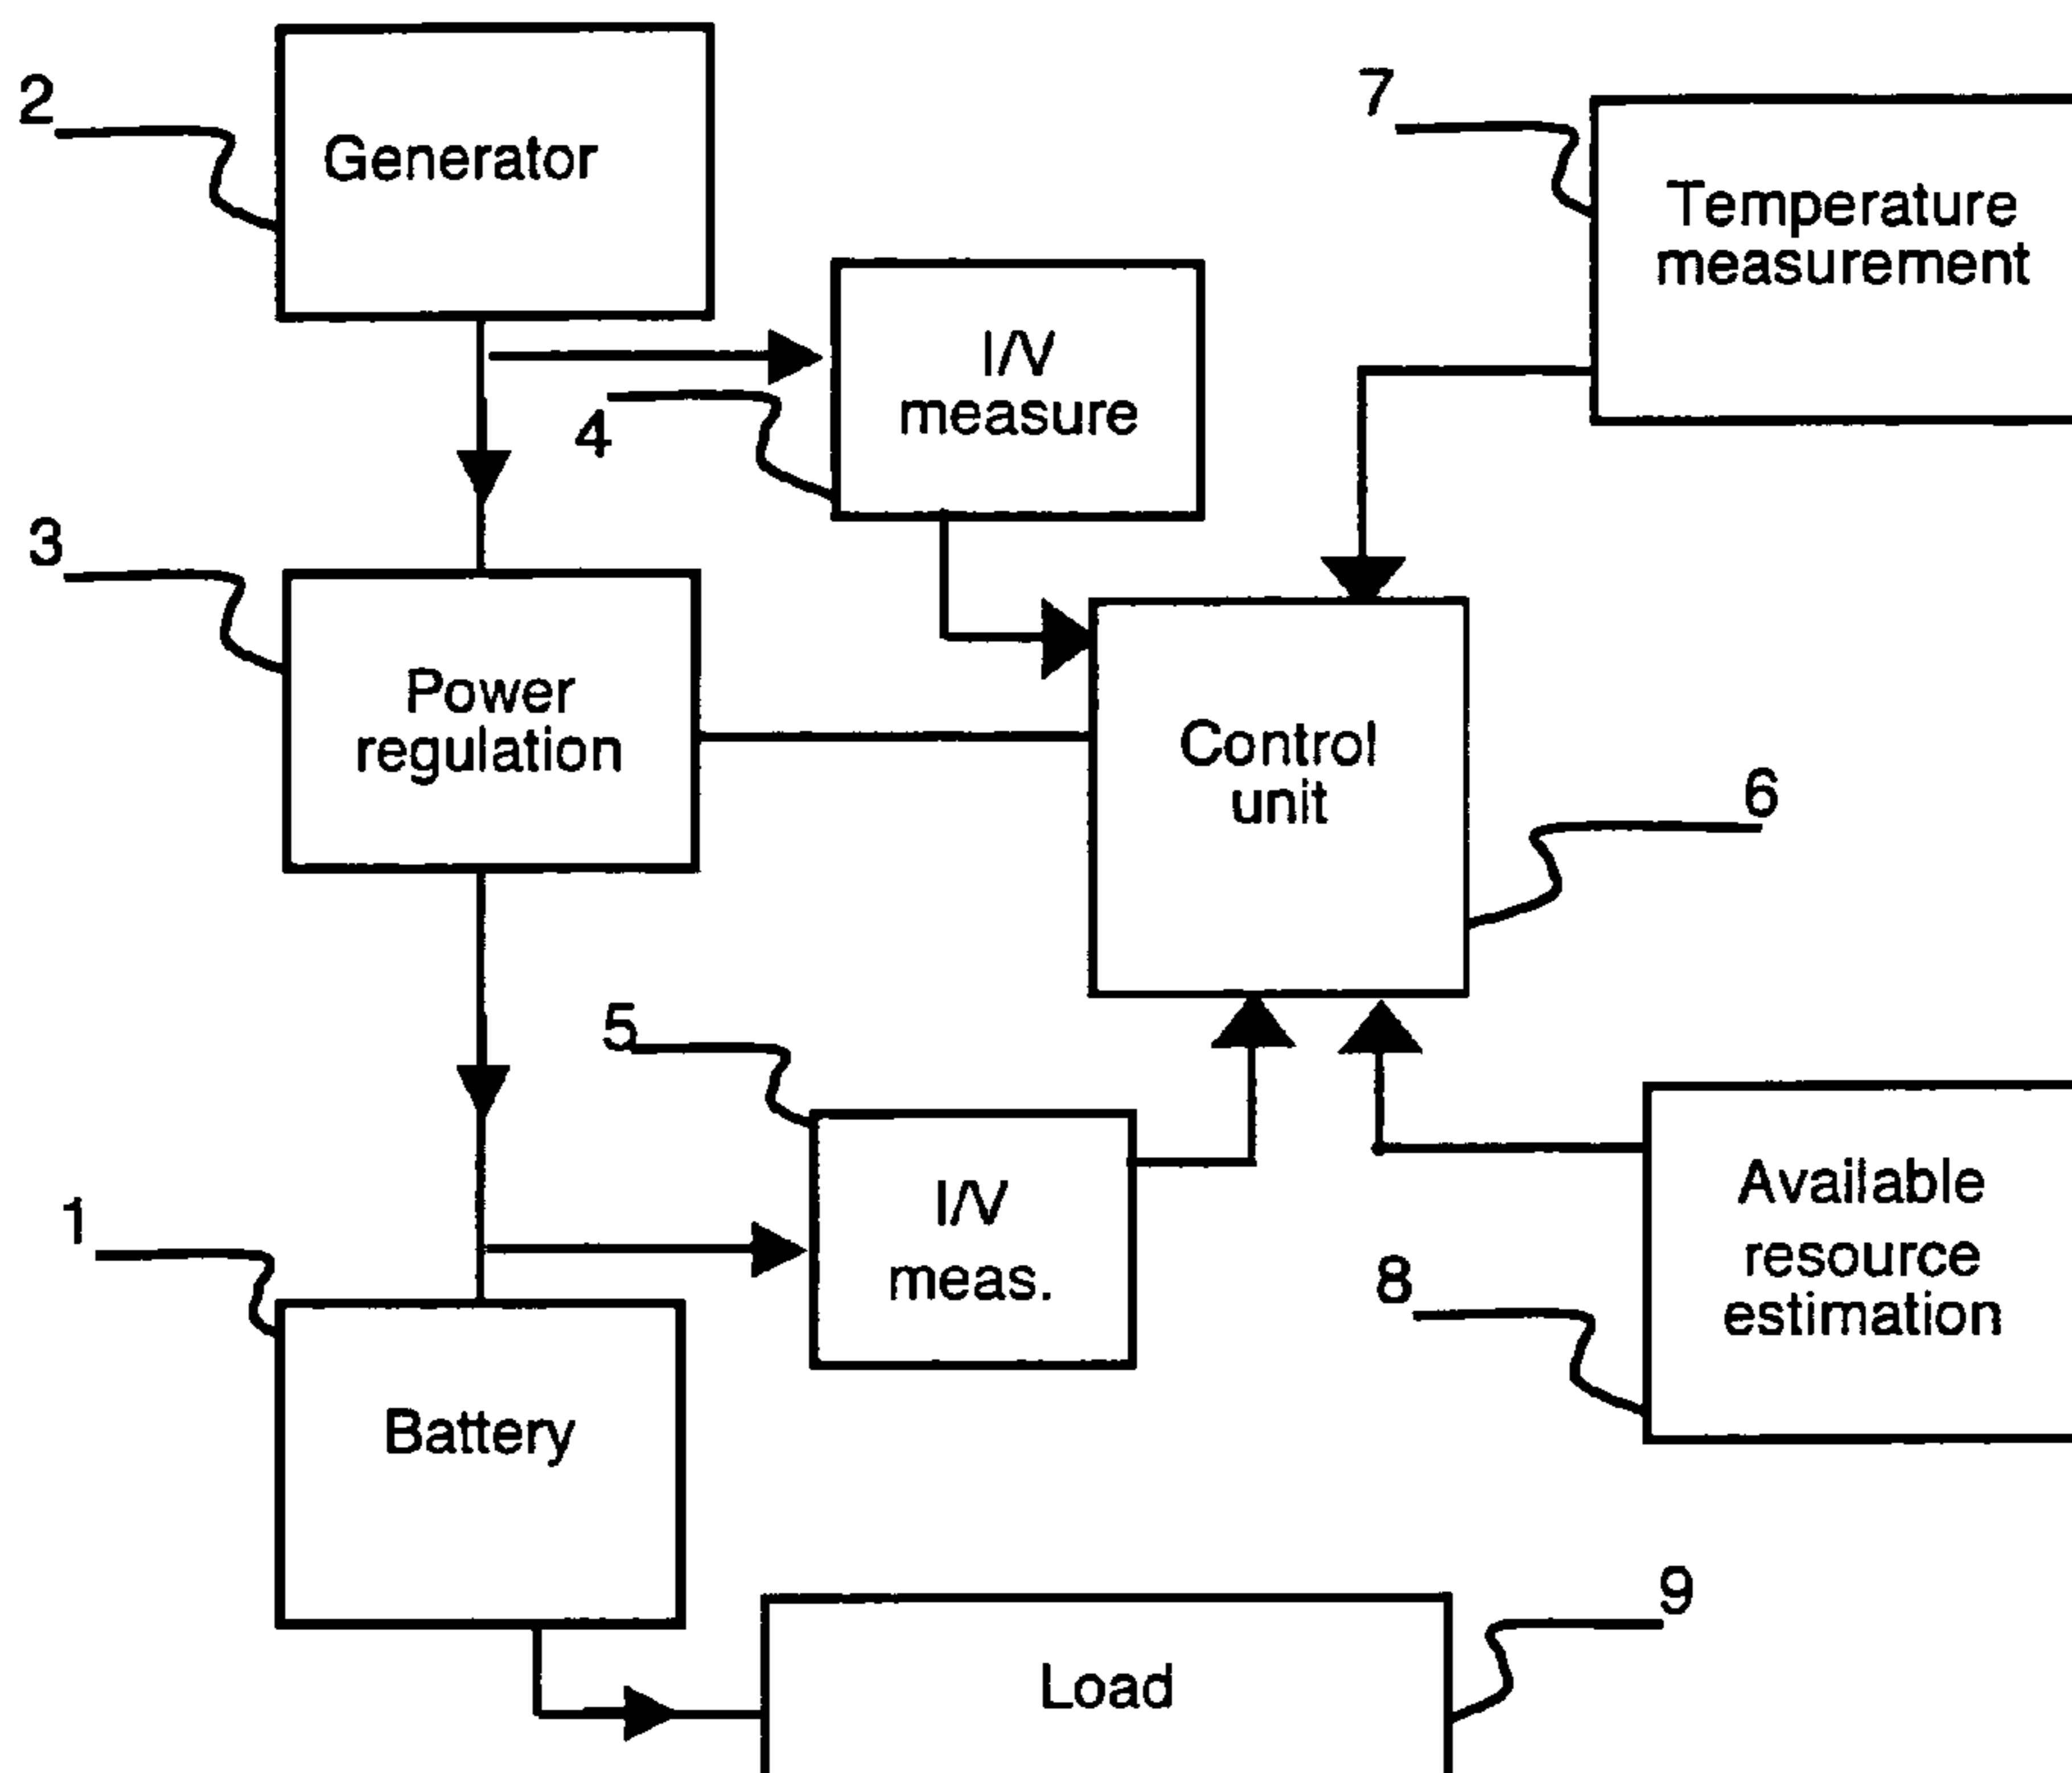 2
Generator
7
Temperature
measurement
I/V
measure
4
3
Power
regulation
Control
unit
6
5
I/V
meas.
1
Available
resource
estimation
8
Battery
9
Load